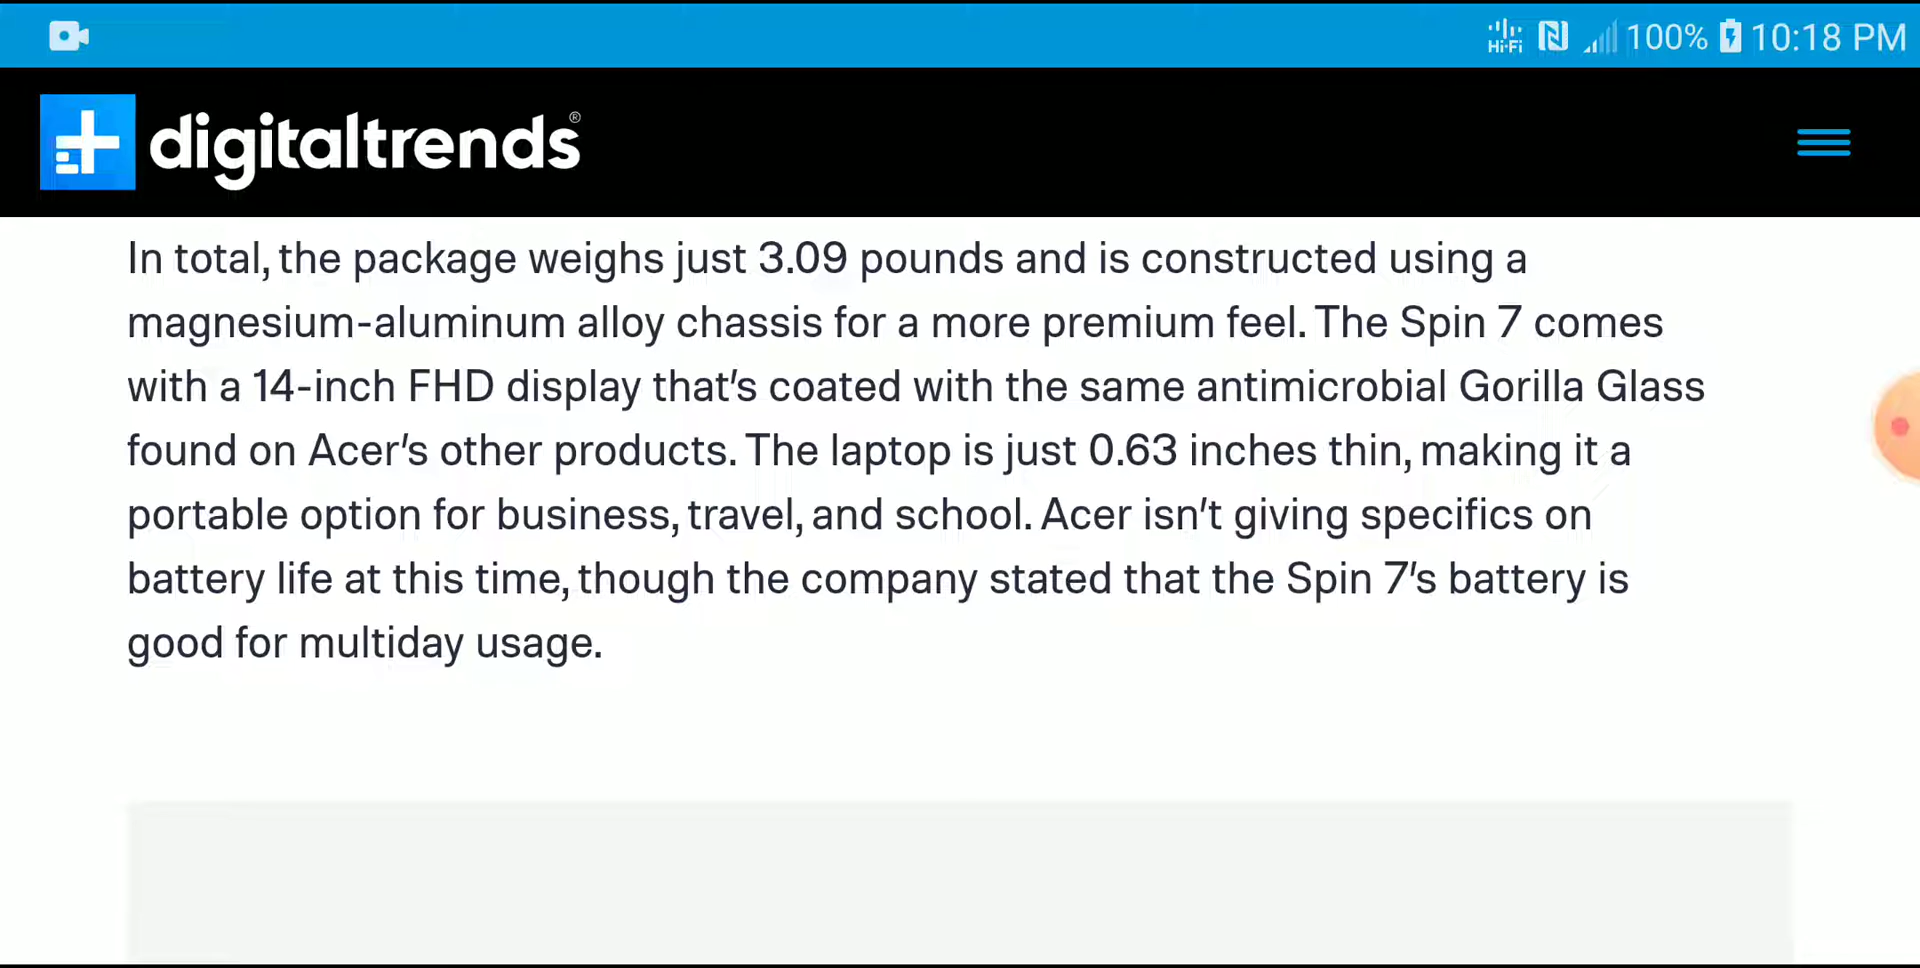 Hi-Fi 100% 10:18 PM
digitaltrends®
In total, the package weighs just 3.09 pounds and is constructed using a
magnesium-aluminum alloy chassis for a more premium feel. The Spin 7 comes
with a 14-inch FHD display that's coated with the same antimicrobial Gorilla Glass
found on Acer's other products. The laptop is just 0.63 inches thin, making it a
portable option for business, travel, and school. Acer isn't giving specifics on
battery life at this time, though the company stated that the Spin 7's battery is
good for multiday usage.